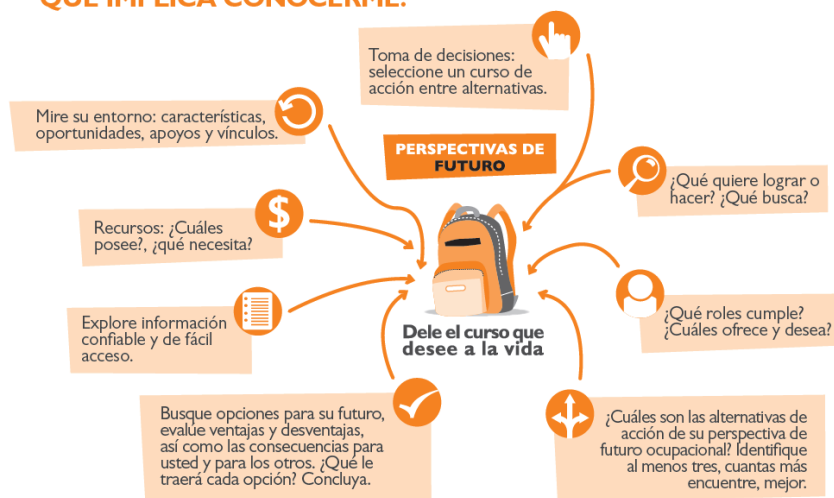 QUÉ IMPLICA CONOCERME:
Toma de decisiones:
seleccione un curso de
acción entre alternativas.
Mire su entorno: características,
oportunidades, apoyos y vínculos.
PERSPECTIVAS DE
FUTURO
¿Qué quiere lograr o
hacer? ¿Qué busca?
Recursos: ¿Cuáles
posee?, ¿qué necesita?
$
¿Qué roles cumple?
¿Cuáles ofrece y desea?
Explore información
confiable y de fácil
acceso.
Dele el curso que
desee a la vida
Busque opciones para su futuro,
evalúe ventajas y desventajas,
así como las consecuencias para
usted y para los otros. ¿Qué le
traerá cada opción? Concluya.
¿Cuáles son las alternativas de
acción de su perspectiva de
futuro ocupacional? Identifique
al menos tres, cuantas más
encuentre, mejor.